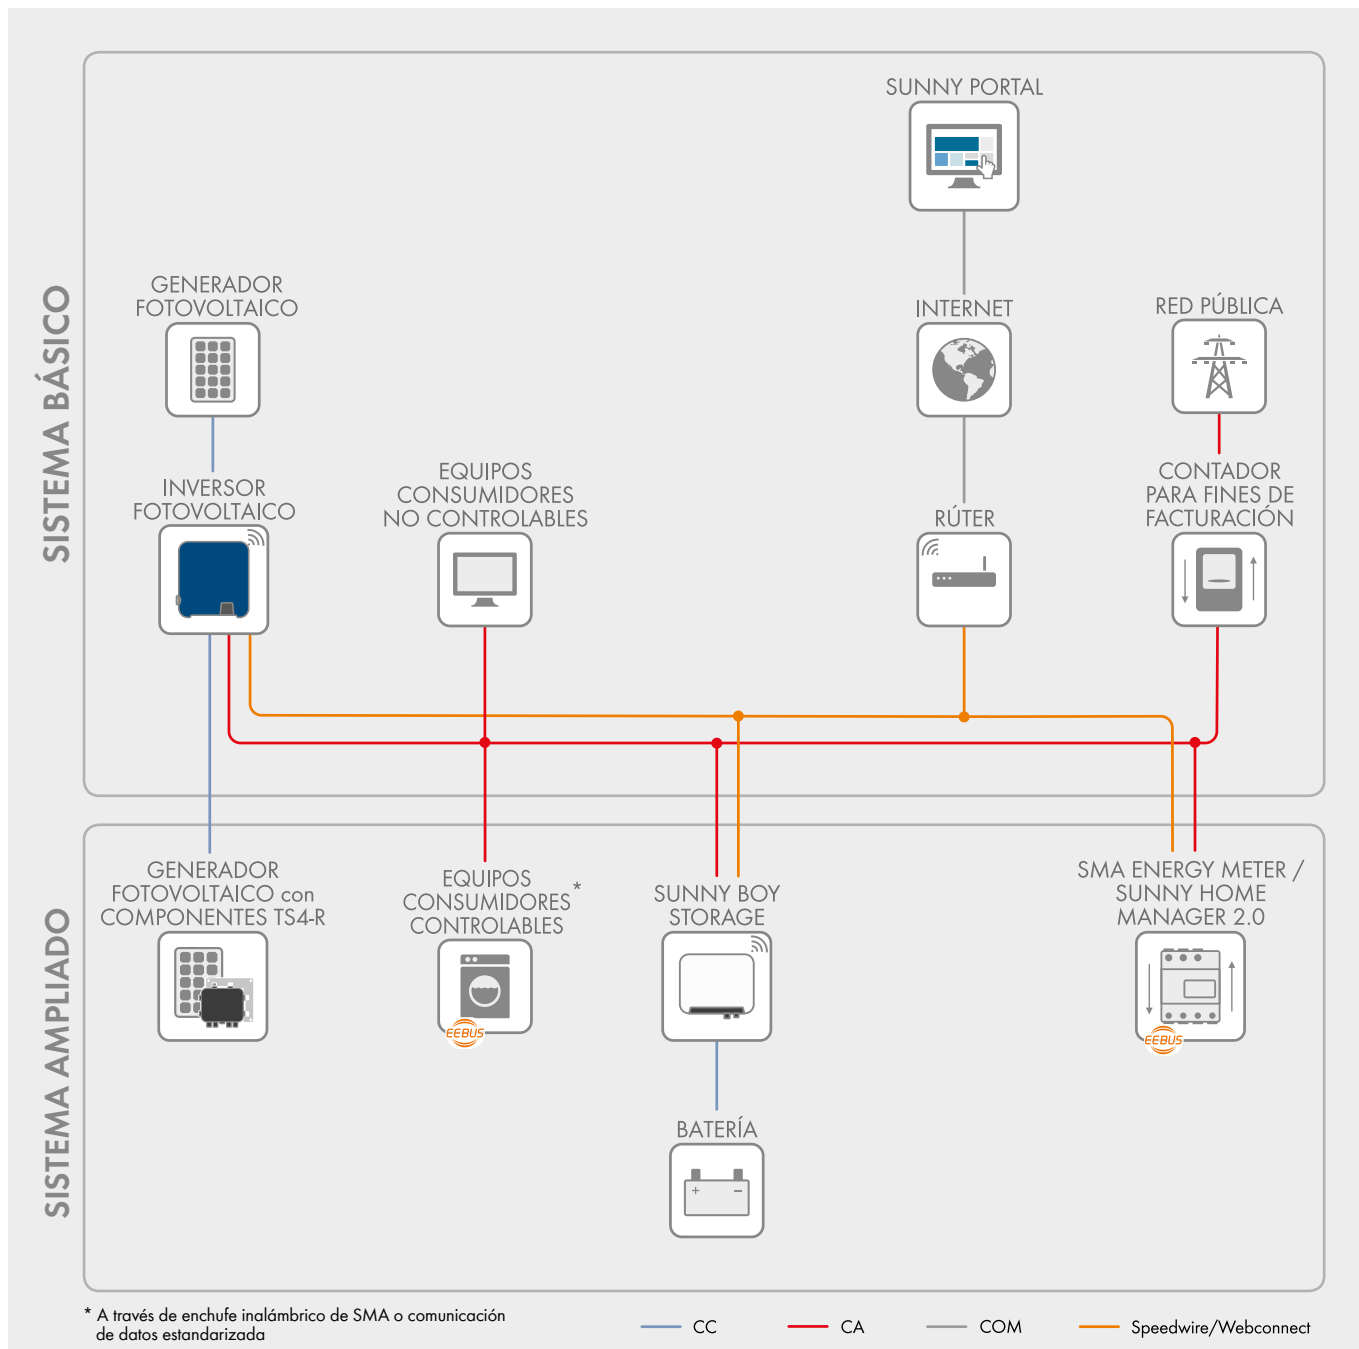 SISTEMA BÁSICO
SUNNY PORTAL
GENERADOR
FOTOVOLTAICO
INTERNET
RED PÚBLICA
INVERSOR
FOTOVOLTAICO
EQUIPOS
CONSUMIDORES
NO CONTROLABLES
RÚTER
CONTADOR
PARA FINES DE
FACTURACIÓN
SISTEMA AMPLIADO
GENERADOR
FOTOVOLTAICO con
COMPONENTES TS4-R
EQUIPOS
CONSUMIDORES*
CONTROLABLES
EEBUS
SUNNY BOY
STORAGE
SMA ENERGY METER /
SUNNY HOME
MANAGER 2.0
EEBUS
BATERÍA
+ −
* A través de enchufe inalámbrico de SMA o comunicación
de datos estandarizada
CC
CA
COM
Speedwire/Webconnect